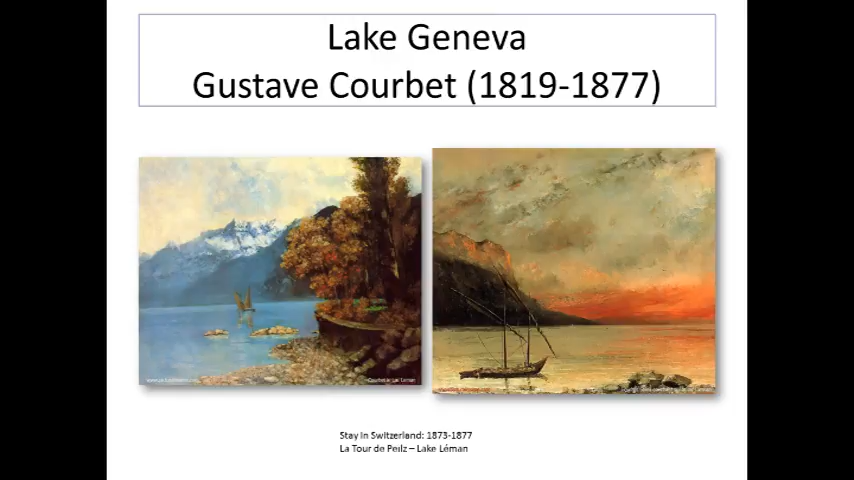 Lake Geneva
Gustave Courbet (1819-1877)
Stay in Switzerland: 1873-1877
La Tour de Peilz – Lake Léman